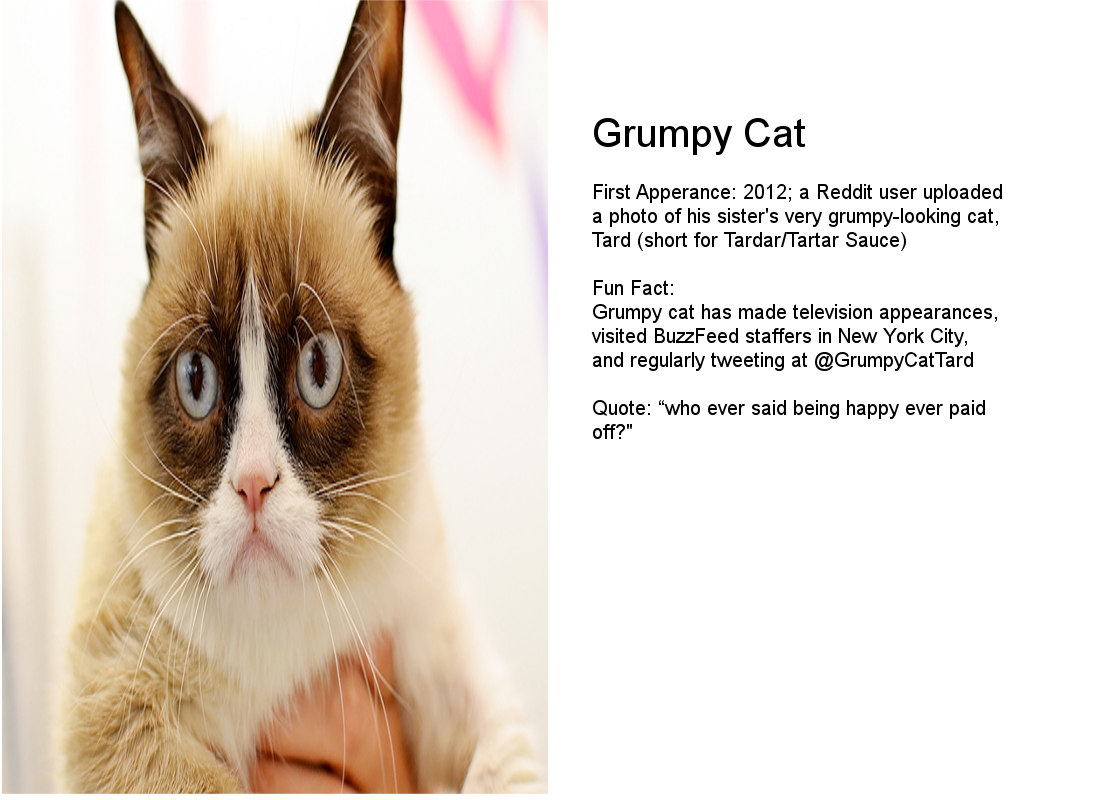 Grumpy Cat
First Apperance: 2012; a Reddit user uploaded
a photo of his sister's very grumpy-looking cat,
Tard (short for Tardar/Tartar Sauce)
Fun Fact:
Grumpy cat has made television appearances,
visited BuzzFeed staffers in New York City,
and regularly tweeting at @GrumpyCatTard
Quote: “who ever said being happy ever paid
off?"